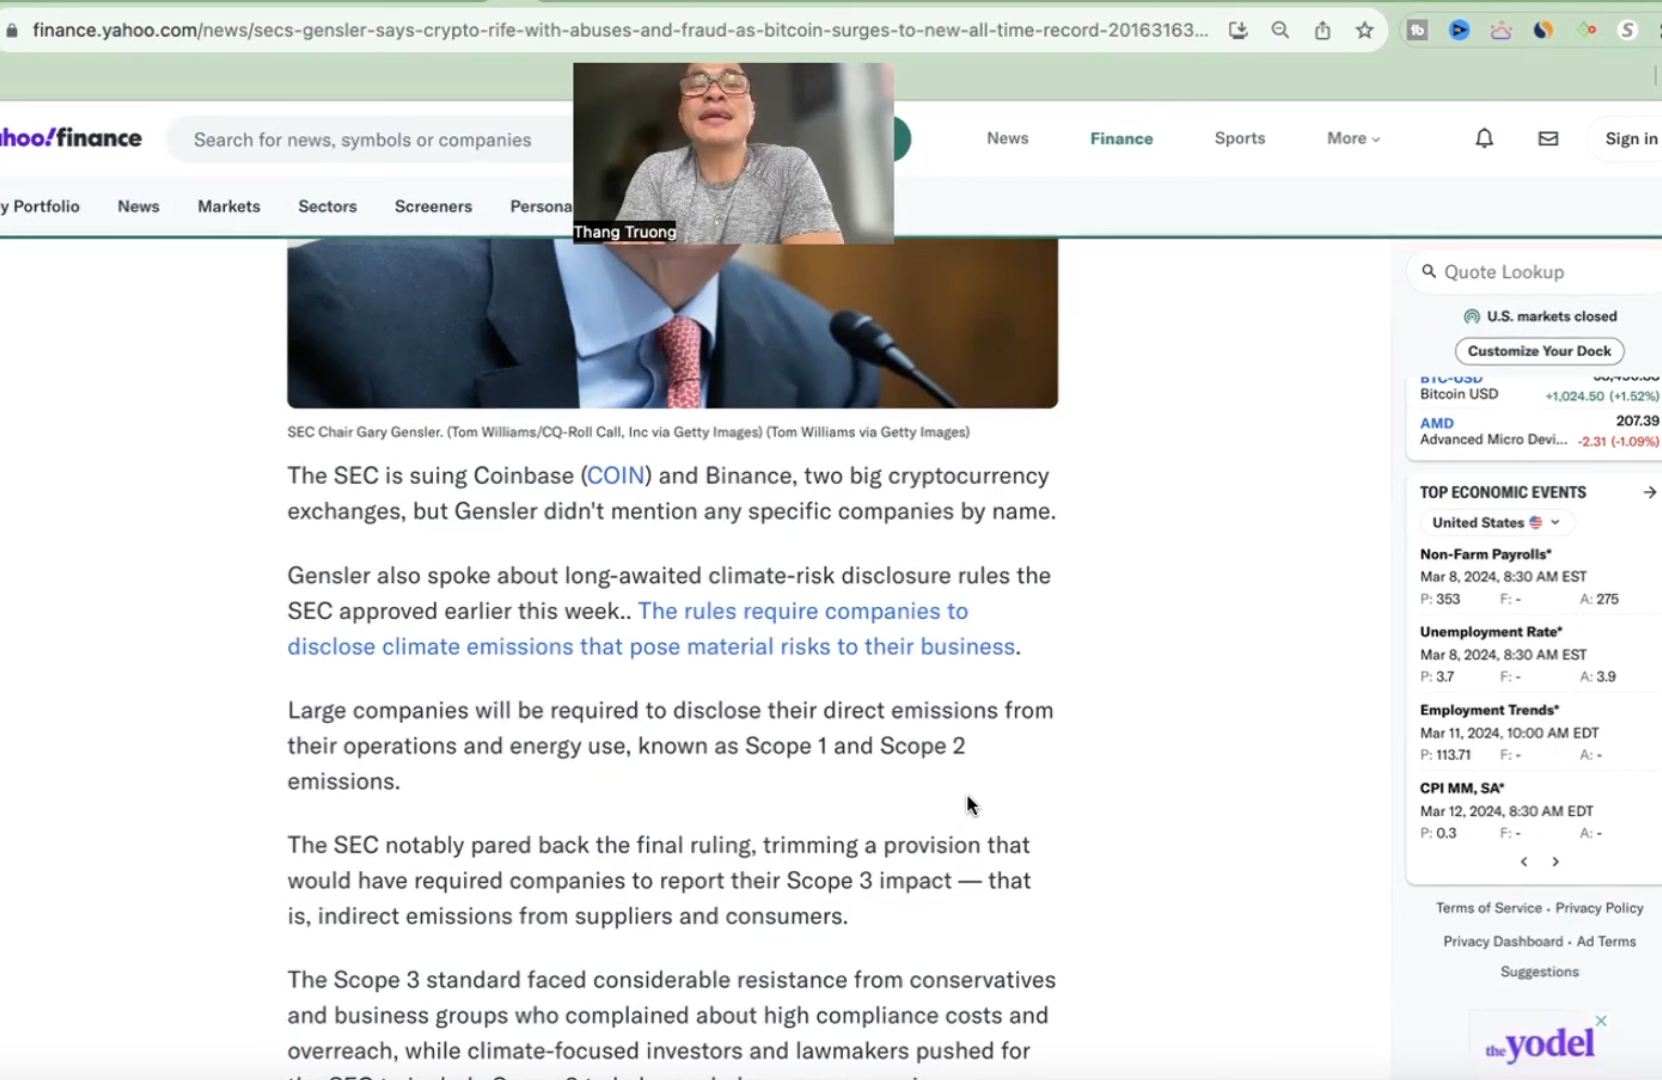 finance.yahoo.com/news/secs-gensler-says-crypto-rife-with-abuses-and-fraud-as-bitcoin-surges-to-new-all-time-record-20163163...
tb
S
hoo!finance
Search for news, symbols or companies
News
Finance
Sports
More
Sign in
y Portfolio
News
Markets
Sectors
Screeners
Persona
Thang Truong
SEC Chair Gary Gensler. (Tom Williams/CQ-Roll Call, Inc via Getty Images) (Tom Williams via Getty Images)
The SEC is suing Coinbase (COIN) and Binance, two big cryptocurrency
exchanges, but Gensler didn't mention any specific companies by name.
Gensler also spoke about long-awaited climate-risk disclosure rules the
SEC approved earlier this week.. The rules require companies to
disclose climate emissions that pose material risks to their business.
Large companies will be required to disclose their direct emissions from
their operations and energy use, known as Scope 1 and Scope 2
emissions.
The SEC notably pared back the final ruling, trimming a provision that
would have required companies to report their Scope 3 impact — that
is, indirect emissions from suppliers and consumers.
The Scope 3 standard faced considerable resistance from conservatives
and business groups who complained about high compliance costs and
overreach, while climate-focused investors and lawmakers pushed for
Quote Lookup
U.S. markets closed
Customize Your Dock
BTC-USD
Bitcoin USD +1,024.50 (+1.52%)
AMD 207.39
Advanced Micro Devi... -2.31 (-1.09%)
TOP ECONOMIC EVENTS
United States
Non-Farm Payrolls*
Mar 8, 2024, 8:30 AM EST
P: 353 F: - A: 275
Unemployment Rate*
Mar 8, 2024, 8:30 AM EST
P: 3.7 F: - A: 3.9
Employment Trends*
Mar 11, 2024, 10:00 AM EDT
P: 113.71 F: - A: -
CPI MM, SA*
Mar 12, 2024, 8:30 AM EDT
P: 0.3 F: - A: -
Terms of Service • Privacy Policy
Privacy Dashboard • Ad Terms
Suggestions
the yodel